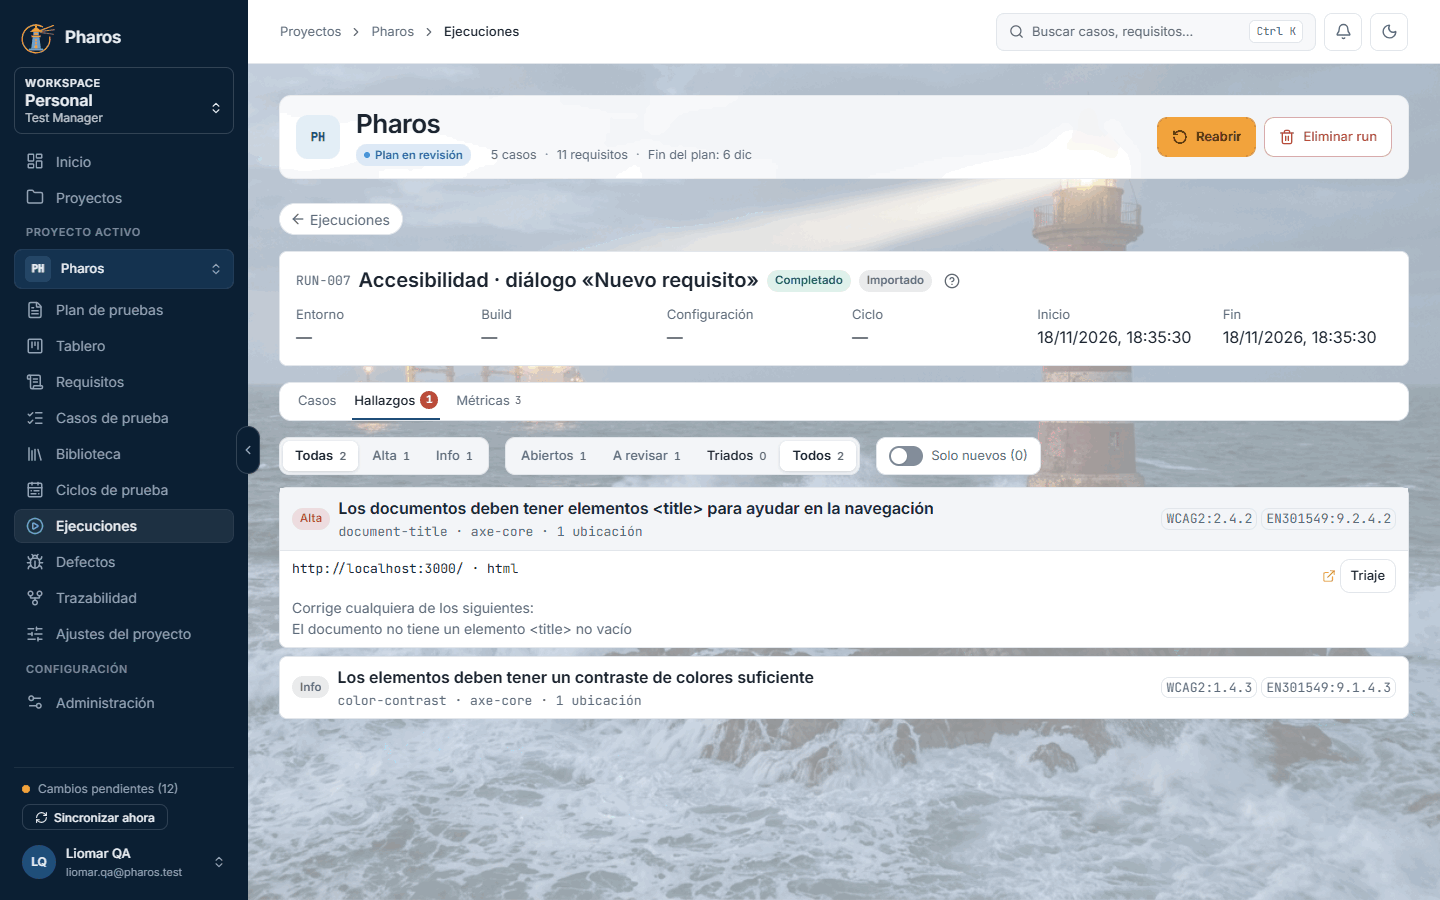 Pharos
WORKSPACE
Personal
Test Manager
Inicio
Proyectos
PROYECTO ACTIVO
PH Pharos
Plan de pruebas
Tablero
Requisitos
Casos de prueba
Biblioteca
Ciclos de prueba
Ejecuciones
Defectos
Trazabilidad
Ajustes del proyecto
CONFIGURACIÓN
Administración
Cambios pendientes (12)
Sincronizar ahora
LQ
Liomar QA
liomar.qa@pharos.test
Proyectos > Pharos > Ejecuciones
Buscar casos, requisitos... Ctrl K
PH
Pharos
Plan en revisión 5 casos · 11 requisitos · Fin del plan: 6 dic
Reabrir
Eliminar run
← Ejecuciones
RUN-007 Accesibilidad · diálogo «Nuevo requisito» Completado Importado ?
Entorno Build Configuración Ciclo Inicio Fin
— — — — 18/11/2026, 18:35:30 18/11/2026, 18:35:30
Casos Hallazgos 1 Métricas 3
Todas 2 Alta 1 Info 1 Abiertos 1 A revisar 1 Triados 0 Todos 2 Solo nuevos (0)
Alta
Los documentos deben tener elementos <title> para ayudar en la navegación
document-title · axe-core · 1 ubicación
WCAG2:2.4.2 EN301549:9.2.4.2
http://localhost:3000/ · html
Triaje
Corrige cualquiera de los siguientes:
El documento no tiene un elemento <title> no vacío
Info
Los elementos deben tener un contraste de colores suficiente
color-contrast · axe-core · 1 ubicación
WCAG2:1.4.3 EN301549:9.1.4.3